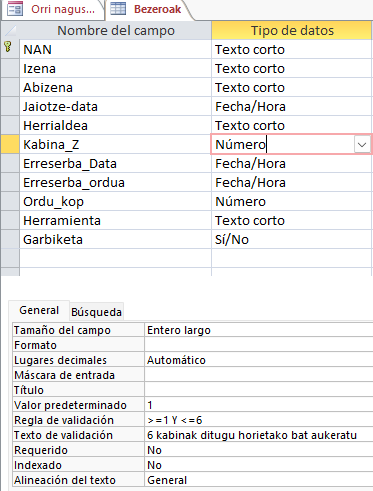 Orri nagus... Bezeroak
Nombre del campo Tipo de datos
NAN Texto corto
Izena Texto corto
Abizena Texto corto
Jaiotze-data Fecha/Hora
Herrialdea Texto corto
Kabina_Z Número
Erreserba_Data Fecha/Hora
Erreserba_ordua Fecha/Hora
Ordu_kop Número
Herramienta Texto corto
Garbiketa Sí/No
General Búsqueda
Tamaño del campo Entero largo
Formato
Lugares decimales Automático
Máscara de entrada
Título
Valor predeterminado 1
Regla de validación >=1 Y <=6
Texto de validación 6 kabinak ditugu horietako bat aukeratu
Requerido No
Indexado No
Alineación del texto General